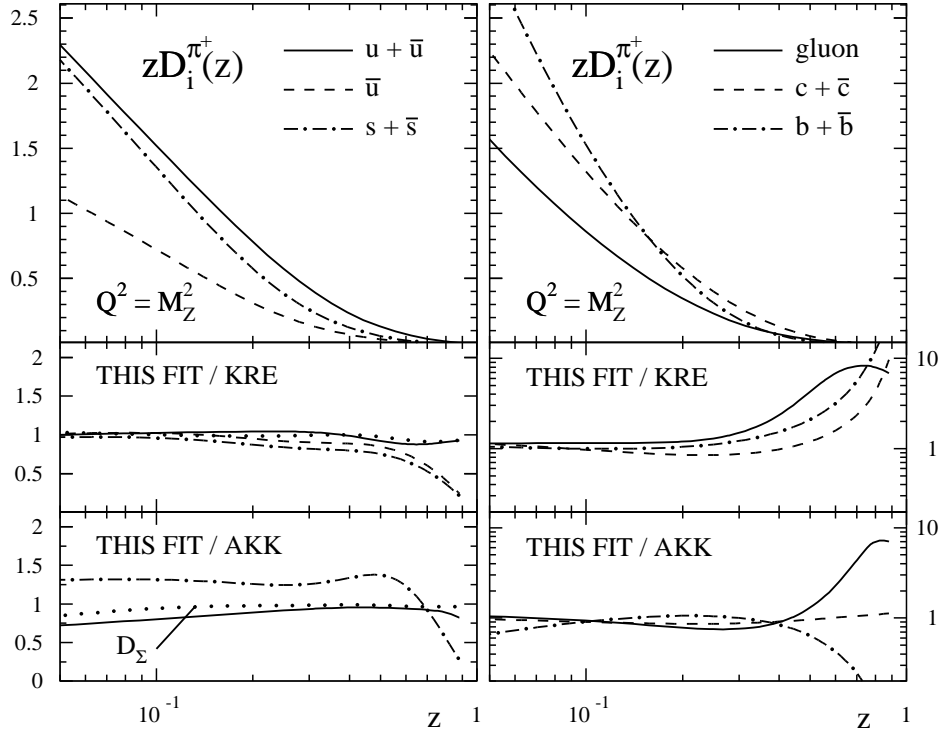 zD_i^{π+}(z)
u + ū
ū
s + s̄
Q² = M_Z²
2.5
2
1.5
1
0.5
zD_i^{π+}(z)
gluon
c + c̄
b + b̄
Q² = M_Z²
THIS FIT / KRE
2
1.5
1
0.5
THIS FIT / KRE
10
1
THIS FIT / AKK
D_Σ
2
1.5
1
0.5
0
THIS FIT / AKK
10
1
10⁻¹
z
1
10⁻¹
z
1